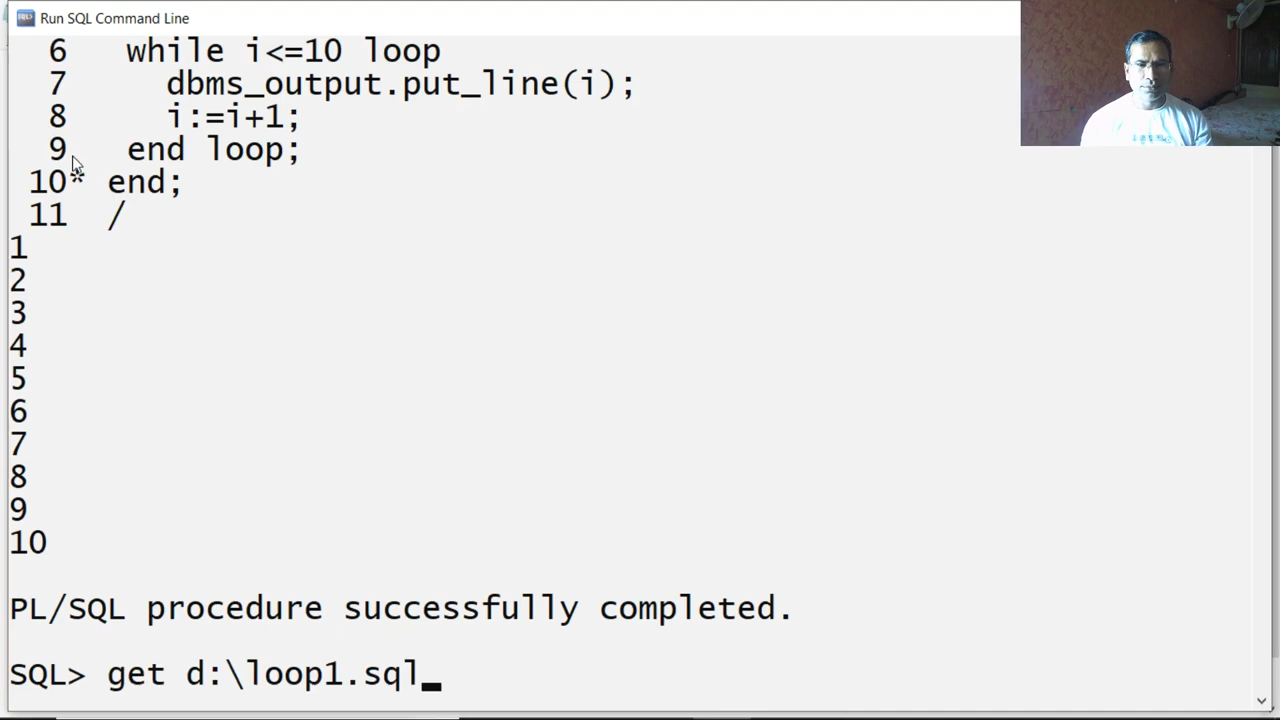 Run SQL Command Line
6 while i<=10 loop
7 dbms_output.put_line(i);
8 i:=i+1;
9 end loop;
10* end;
11 /
1
2
3
4
5
6
7
8
9
10
PL/SQL procedure successfully completed.
SQL> get d:\loop1.sql_